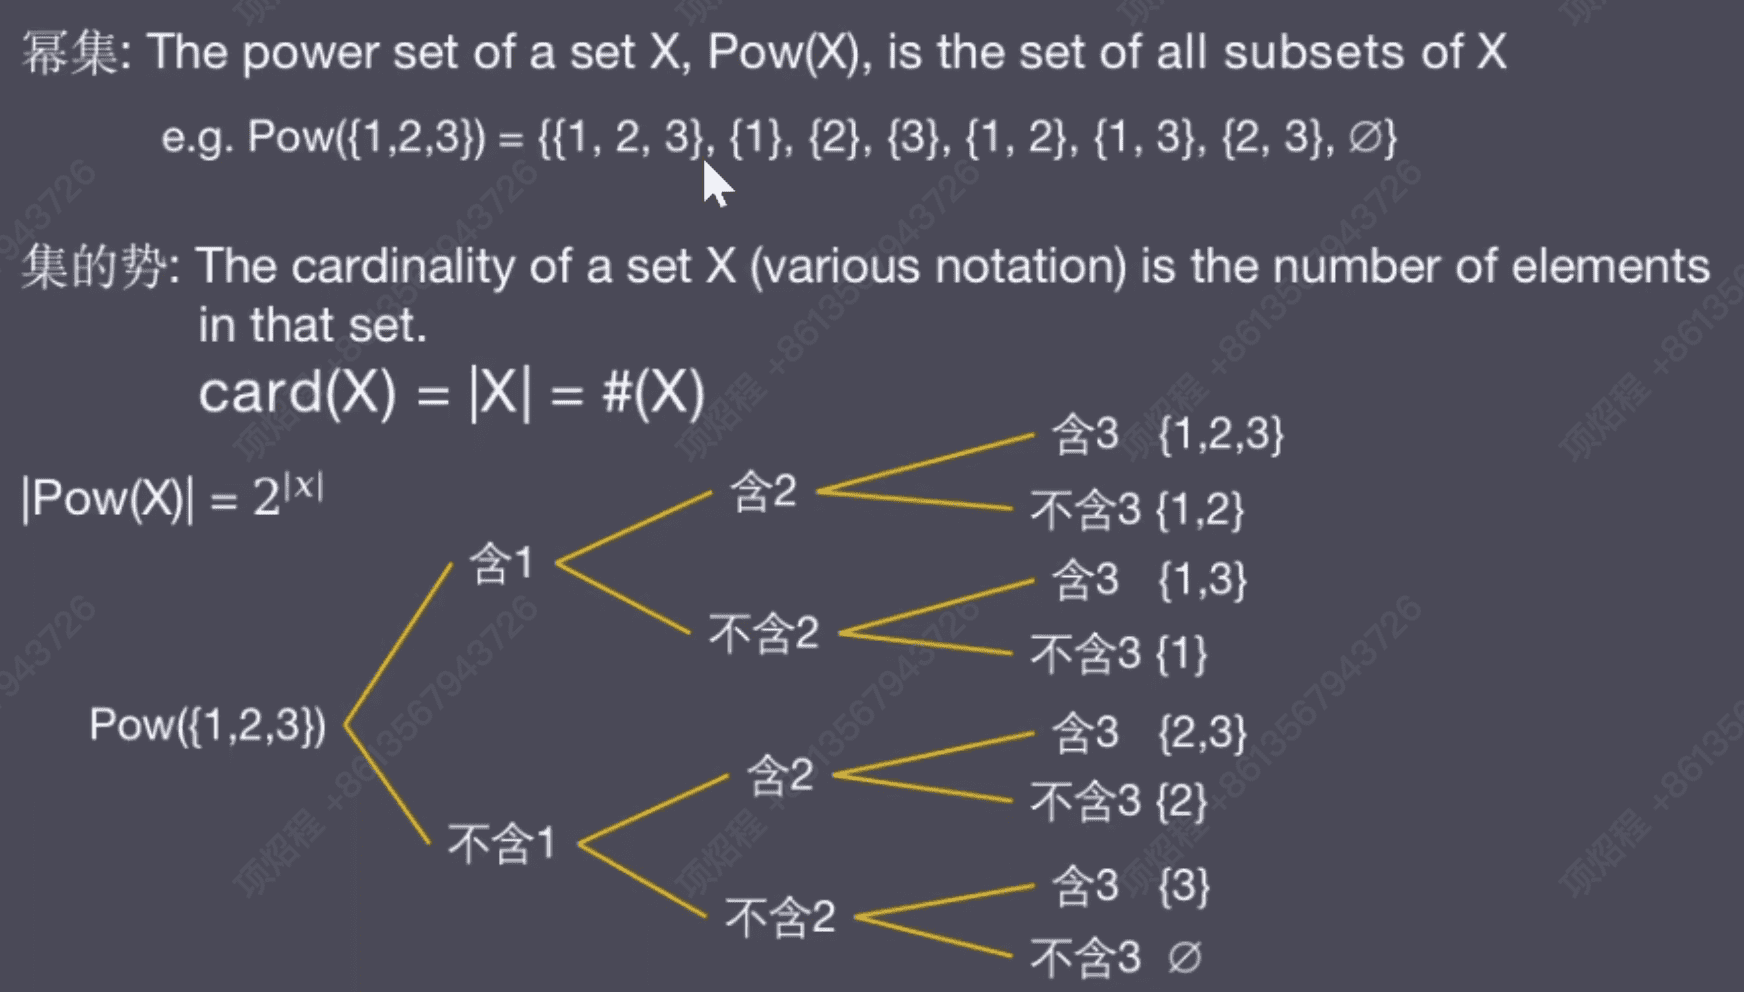 幂集: The power set of a set X, Pow(X), is the set of all subsets of X
e.g. Pow({1,2,3}) = {{1, 2, 3}, {1}, {2}, {3}, {1, 2}, {1, 3}, {2, 3}, ∅}
集的势: The cardinality of a set X (various notation) is the number of elements
in that set.
card(X) = |X| = #(X)
|Pow(X)| = 2^|x|
Pow({1,2,3})
含1
含2
含3 {1,2,3}
不含3 {1,2}
不含2
含3 {1,3}
不含3 {1}
不含1
含2
含3 {2,3}
不含3 {2}
不含2
含3 {3}
不含3 ∅
项焰程 +8613567943726